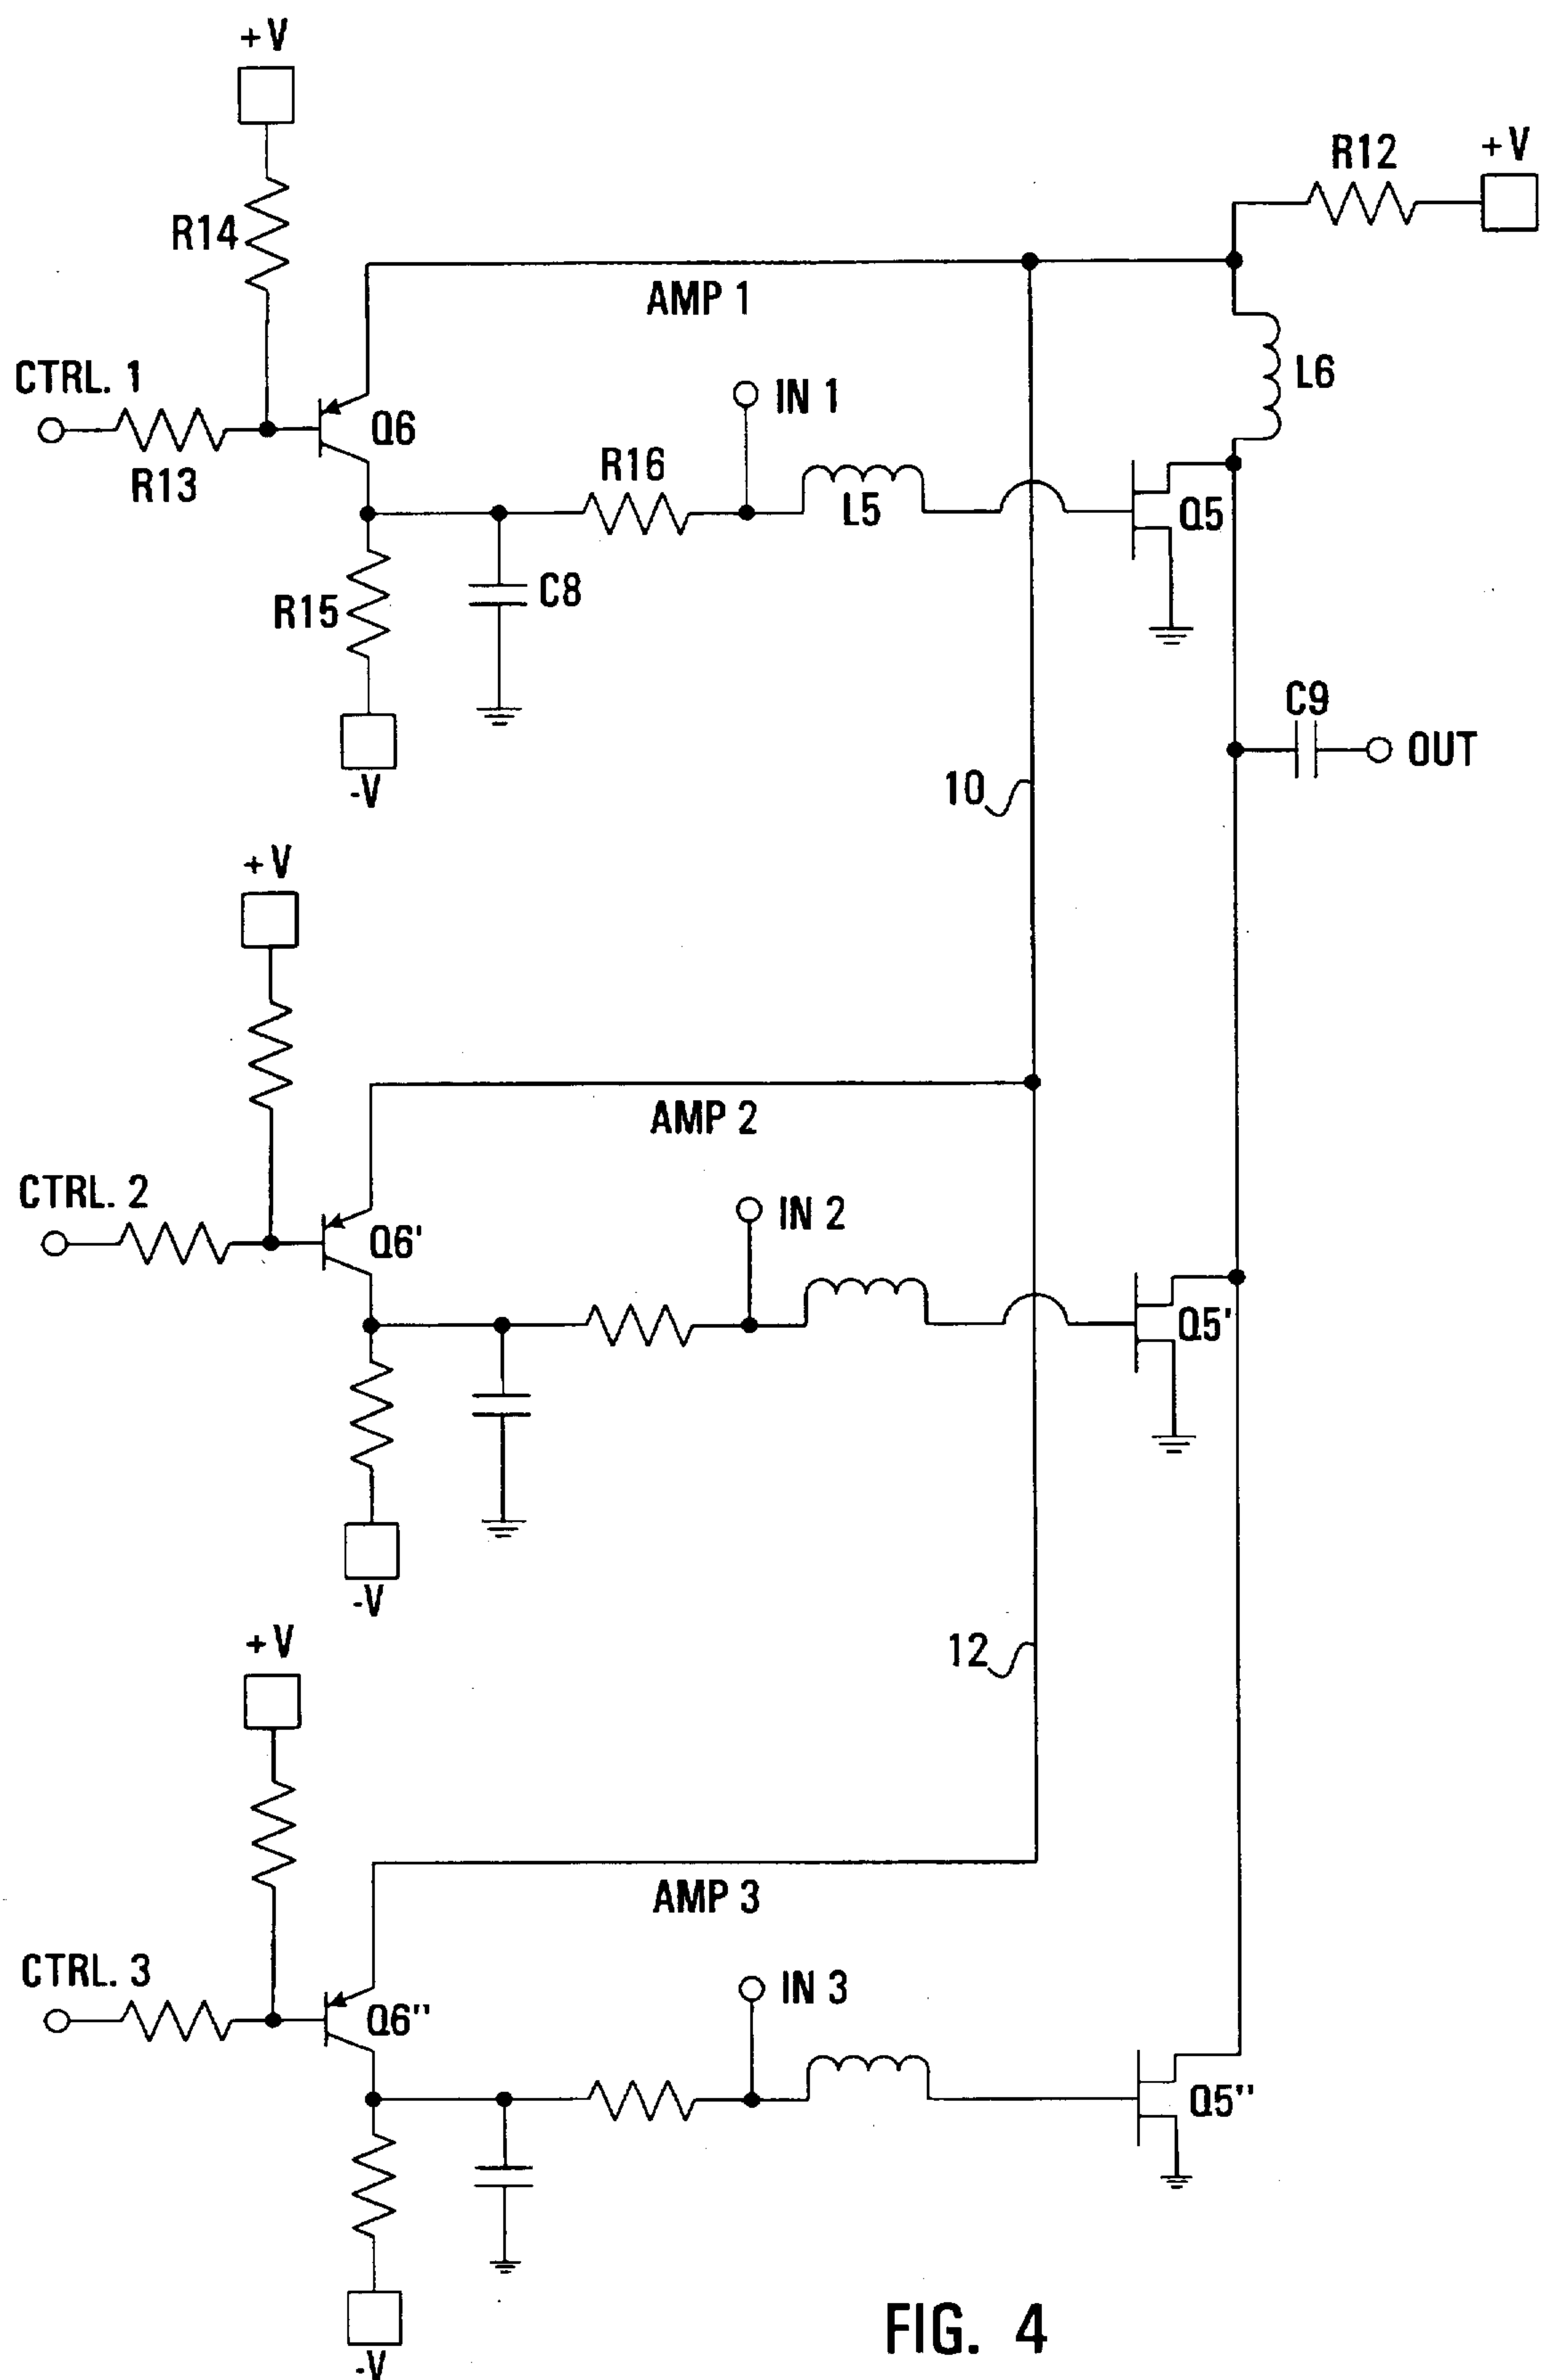 +V
R12
+V
R14
AMP 1
CTRL. 1
L6
IN 1
Q6
R16
R13
L5
Q5
R15
C8
C9
OUT
-V
10
+V
AMP 2
CTRL. 2
IN 2
Q6'
Q5'
-V
+V
12
AMP 3
CTRL. 3
IN 3
Q6"
Q5"
-V
FIG. 4